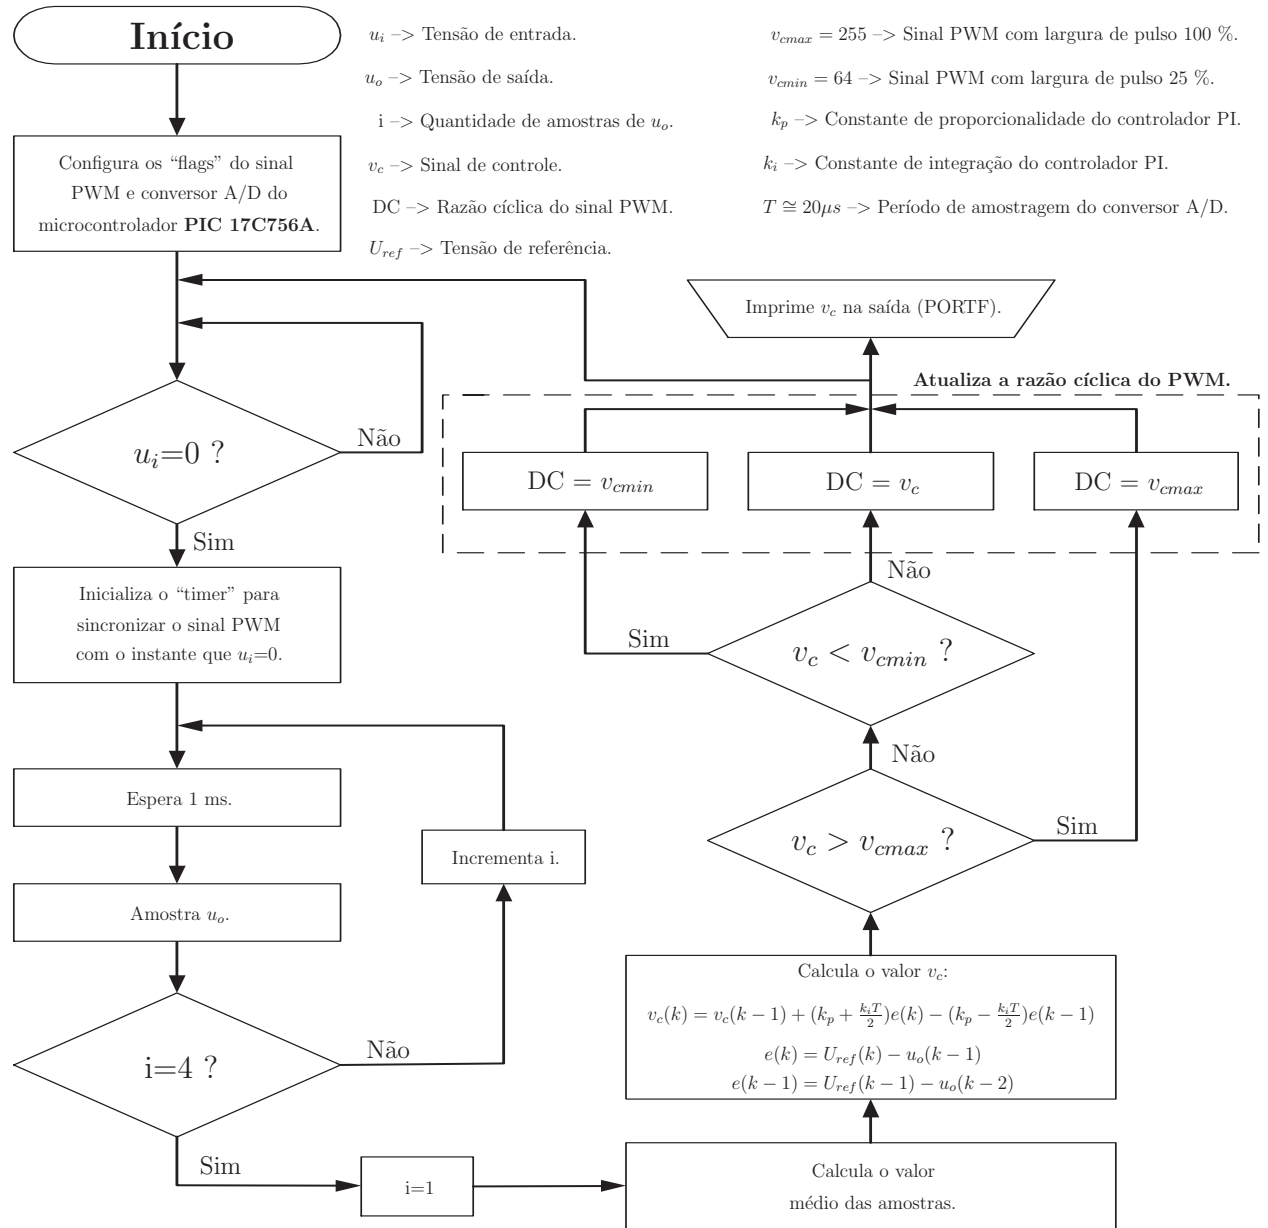 Início
u_i –> Tensão de entrada.
u_o –> Tensão de saída.
i –> Quantidade de amostras de u_o.
v_c –> Sinal de controle.
DC –> Razão cíclica do sinal PWM.
U_ref –> Tensão de referência.
v_cmax = 255 –> Sinal PWM com largura de pulso 100 %.
v_cmin = 64 –> Sinal PWM com largura de pulso 25 %.
k_p –> Constante de proporcionalidade do controlador PI.
k_i –> Constante de integração do controlador PI.
T ≅ 20μs –> Período de amostragem do conversor A/D.
Configura os “flags” do sinal
PWM e conversor A/D do
microcontrolador PIC 17C756A.
u_i=0 ?
Não
Sim
Inicializa o “timer” para
sincronizar o sinal PWM
com o instante que u_i=0.
Espera 1 ms.
Amostra u_o.
Incrementa i.
i=4 ?
Não
Sim
i=1
Calcula o valor
médio das amostras.
Calcula o valor v_c:
v_c(k) = v_c(k − 1) + (k_p + k_iT/2)e(k) − (k_p − k_iT/2)e(k − 1)
e(k) = U_ref(k) − u_o(k − 1)
e(k − 1) = U_ref(k − 1) − u_o(k − 2)
v_c > v_cmax ?
Sim
Não
v_c < v_cmin ?
Sim
Não
DC = v_cmin
DC = v_c
DC = v_cmax
Atualiza a razão cíclica do PWM.
Imprime v_c na saída (PORTF).